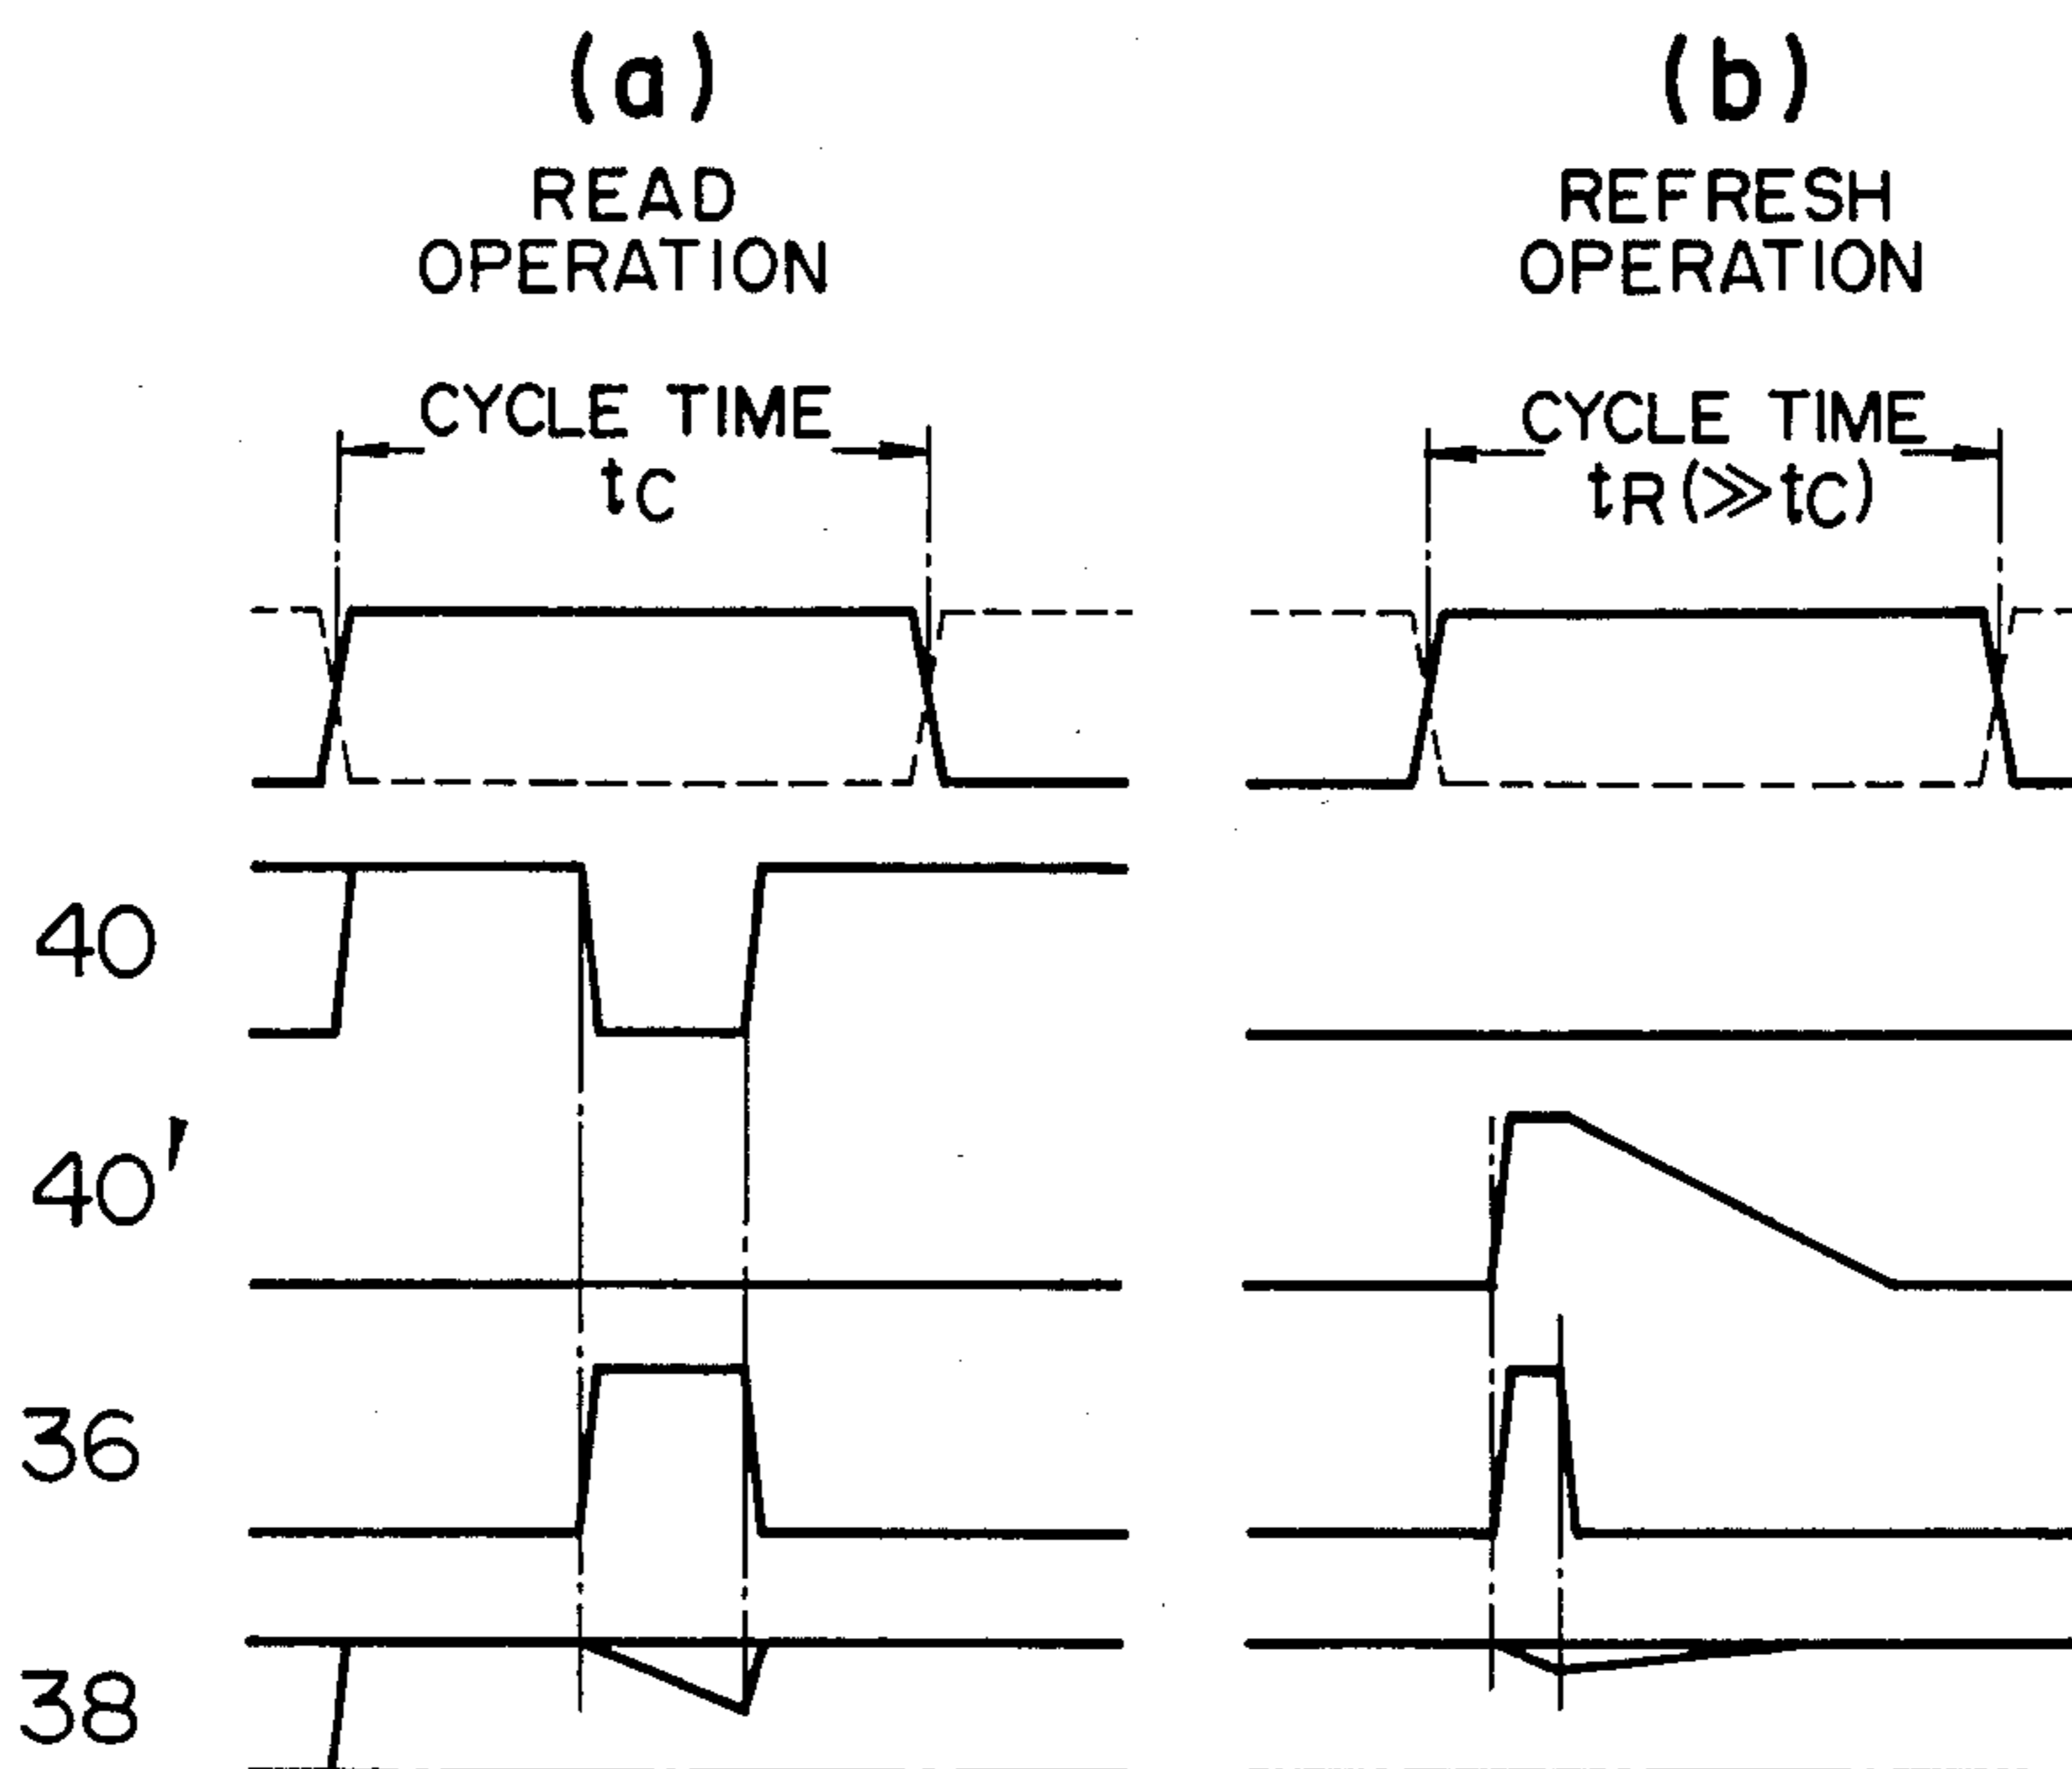 (a)
READ
OPERATION
CYCLE TIME
tC
(b)
REFRESH
OPERATION
CYCLE TIME
tR(≫tC)
40
40'
36
38